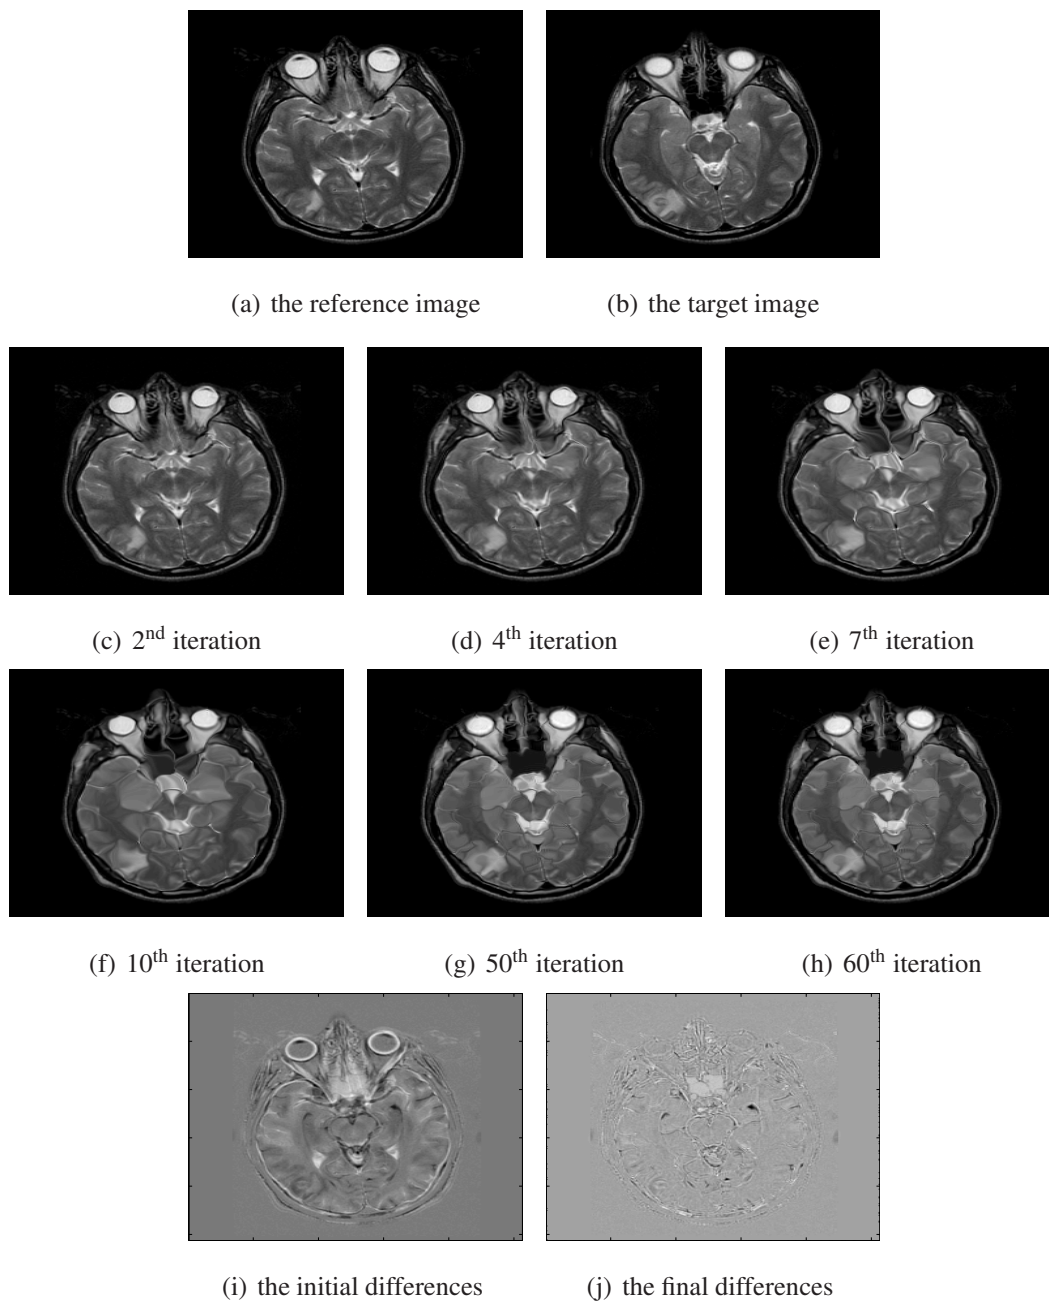 (a) the reference image
(b) the target image
(c) 2nd iteration
(d) 4th iteration
(e) 7th iteration
(f) 10th iteration
(g) 50th iteration
(h) 60th iteration
(i) the initial differences
(j) the final differences